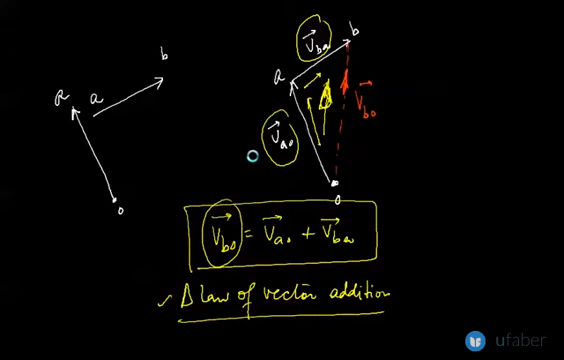 b
a
a
o
V⃗ba
b
a
V⃗ao
V⃗bo
o
V⃗bo = V⃗ao + V⃗ba
✓ Δ law of vector addition
ufaber